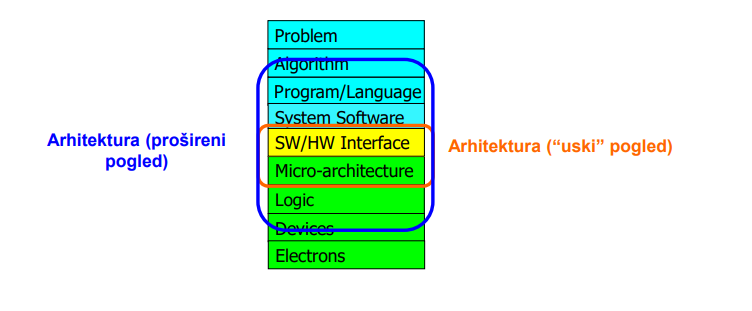 Problem
Algorithm
Program/Language
System Software
SW/HW Interface
Micro-architecture
Logic
Devices
Electrons
Arhitektura (prošireni
pogled)
Arhitektura (“uski” pogled)